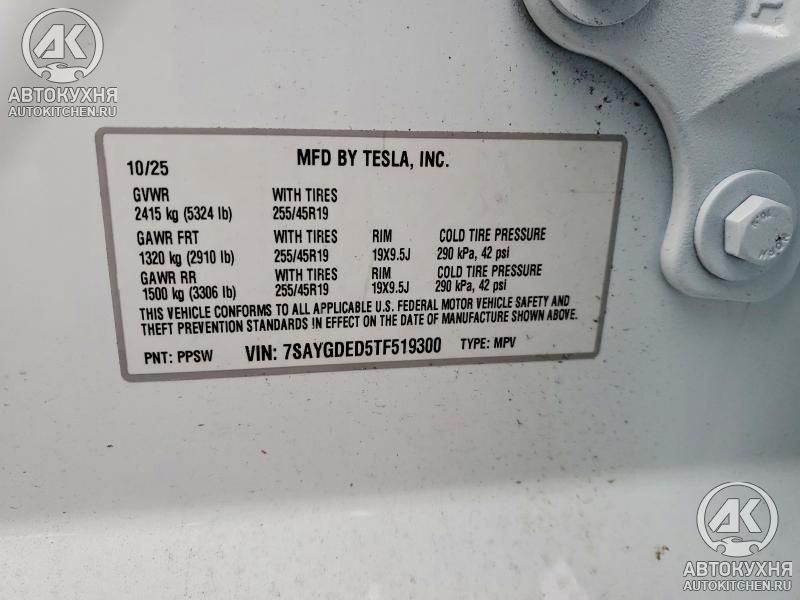 АК
АВТОКУХНЯ
AUTOKITCHEN.RU
10/25 MFD BY TESLA, INC.
GVWR WITH TIRES
2415 kg (5324 lb) 255/45R19
GAWR FRT WITH TIRES RIM COLD TIRE PRESSURE
1320 kg (2910 lb) 255/45R19 19X9.5J 290 kPa, 42 psi
GAWR RR WITH TIRES RIM COLD TIRE PRESSURE
1500 kg (3306 lb) 255/45R19 19X9.5J 290 kPa, 42 psi
THIS VEHICLE CONFORMS TO ALL APPLICABLE U.S. FEDERAL MOTOR VEHICLE SAFETY AND
THEFT PREVENTION STANDARDS IN EFFECT ON THE DATE OF MANUFACTURE SHOWN ABOVE.
PNT: PPSW VIN: 7SAYGDED5TF519300 TYPE: MPV
АК
АВТОКУХНЯ
AUTOKITCHEN.RU